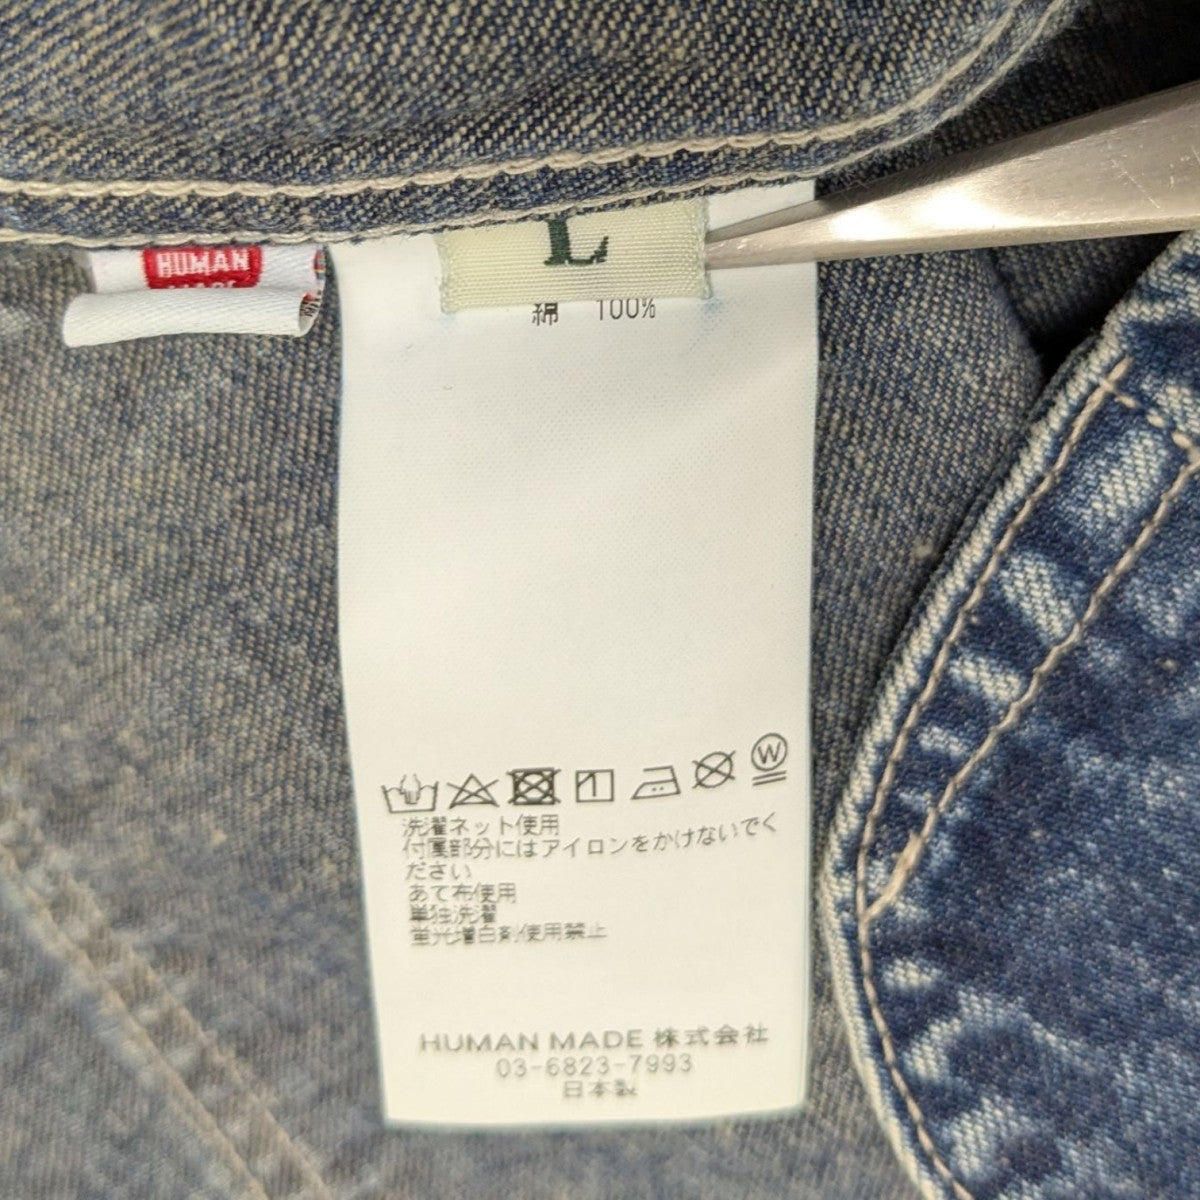 HUMAN
MADE
L
綿 100%
W
洗濯ネット使用
付属部分にはアイロンをかけないでく
ださい
あて布使用
単独洗濯
蛍光増白剤使用禁止
HUMAN MADE 株式会社
03-6823-7993
日本製